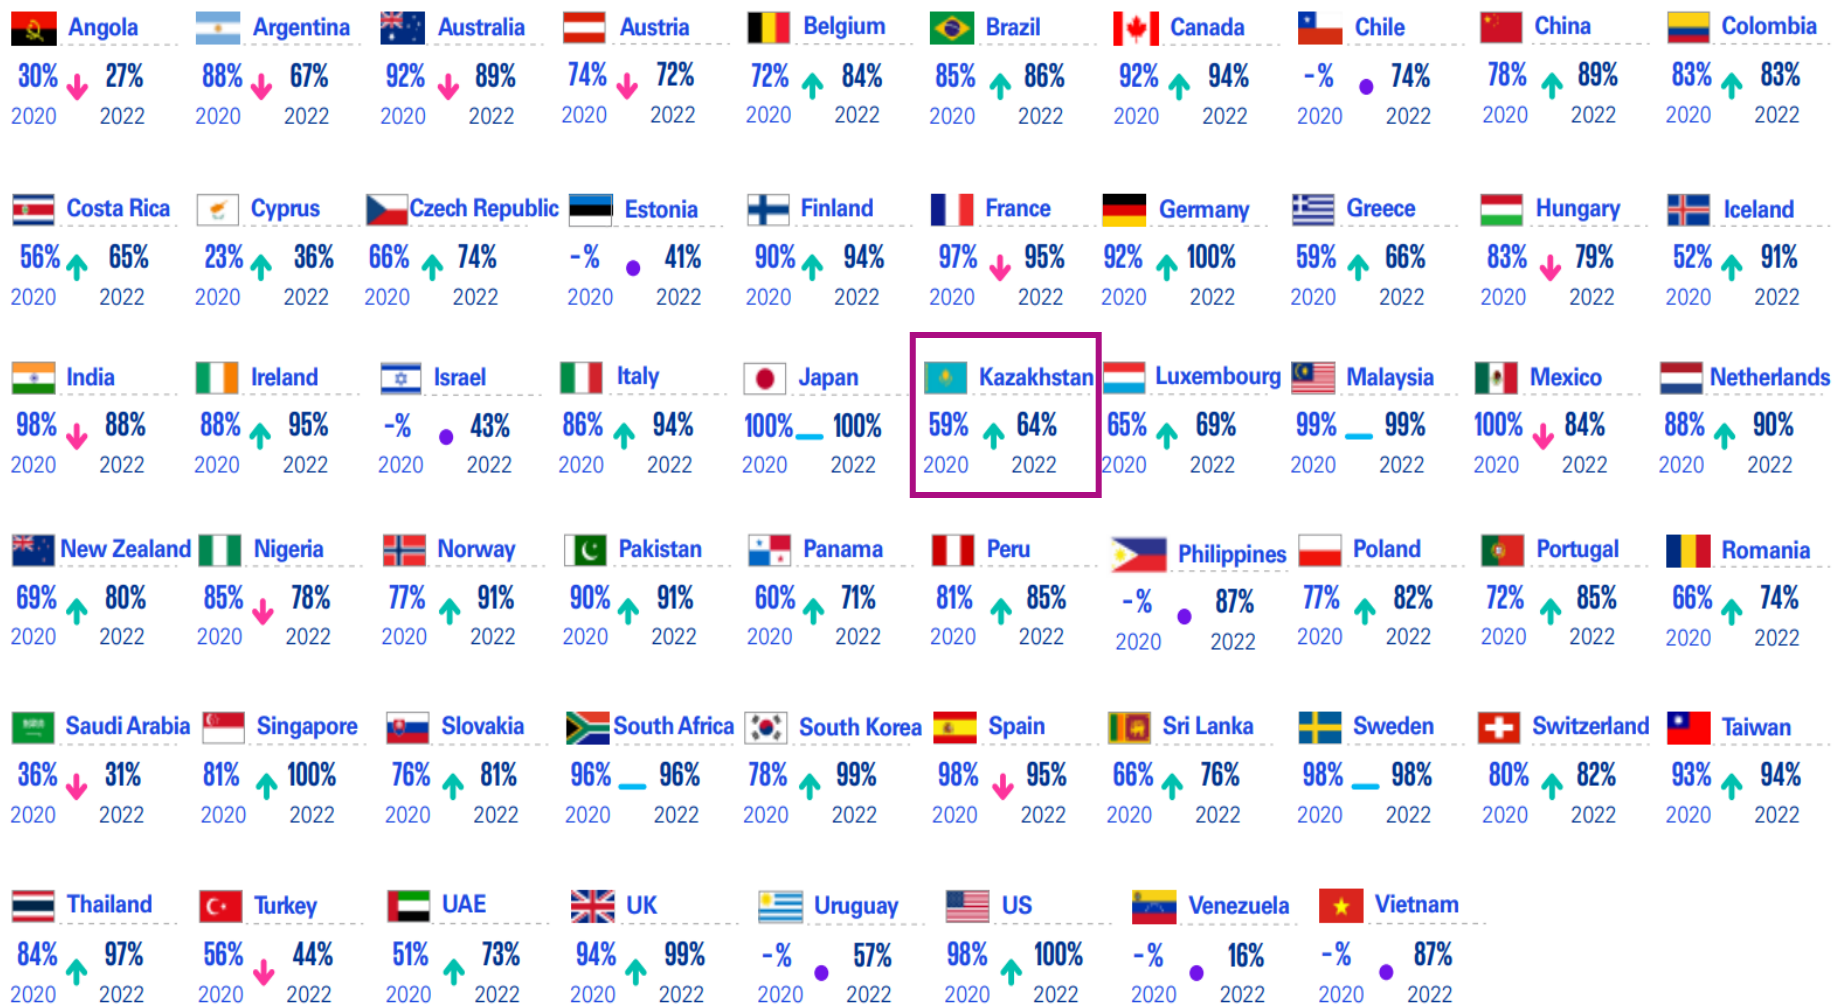 Angola Argentina Australia Austria Belgium Brazil Canada Chile China Colombia
30% 27% 88% 67% 92% 89% 74% 72% 72% 84% 85% 86% 92% 94% -% 74% 78% 89% 83% 83%
2020 2022 2020 2022 2020 2022 2020 2022 2020 2022 2020 2022 2020 2022 2020 2022 2020 2022 2020 2022
Costa Rica Cyprus Czech Republic Estonia Finland France Germany Greece Hungary Iceland
56% 65% 23% 36% 66% 74% -% 41% 90% 94% 97% 95% 92% 100% 59% 66% 83% 79% 52% 91%
2020 2022 2020 2022 2020 2022 2020 2022 2020 2022 2020 2022 2020 2022 2020 2022 2020 2022 2020 2022
India Ireland Israel Italy Japan Kazakhstan Luxembourg Malaysia Mexico Netherlands
98% 88% 88% 95% -% 43% 86% 94% 100% 100% 59% 64% 65% 69% 99% 99% 100% 84% 88% 90%
2020 2022 2020 2022 2020 2022 2020 2022 2020 2022 2020 2022 2020 2022 2020 2022 2020 2022 2020 2022
New Zealand Nigeria Norway Pakistan Panama Peru Philippines Poland Portugal Romania
69% 80% 85% 78% 77% 91% 90% 91% 60% 71% 81% 85% -% 87% 77% 82% 72% 85% 66% 74%
2020 2022 2020 2022 2020 2022 2020 2022 2020 2022 2020 2022 2020 2022 2020 2022 2020 2022 2020 2022
Saudi Arabia Singapore Slovakia South Africa South Korea Spain Sri Lanka Sweden Switzerland Taiwan
36% 31% 81% 100% 76% 81% 96% 96% 78% 99% 98% 95% 66% 76% 98% 98% 80% 82% 93% 94%
2020 2022 2020 2022 2020 2022 2020 2022 2020 2022 2020 2022 2020 2022 2020 2022 2020 2022 2020 2022
Thailand Turkey UAE UK Uruguay US Venezuela Vietnam
84% 97% 56% 44% 51% 73% 94% 99% -% 57% 98% 100% -% 16% -% 87%
2020 2022 2020 2022 2020 2022 2020 2022 2020 2022 2020 2022 2020 2022 2020 2022